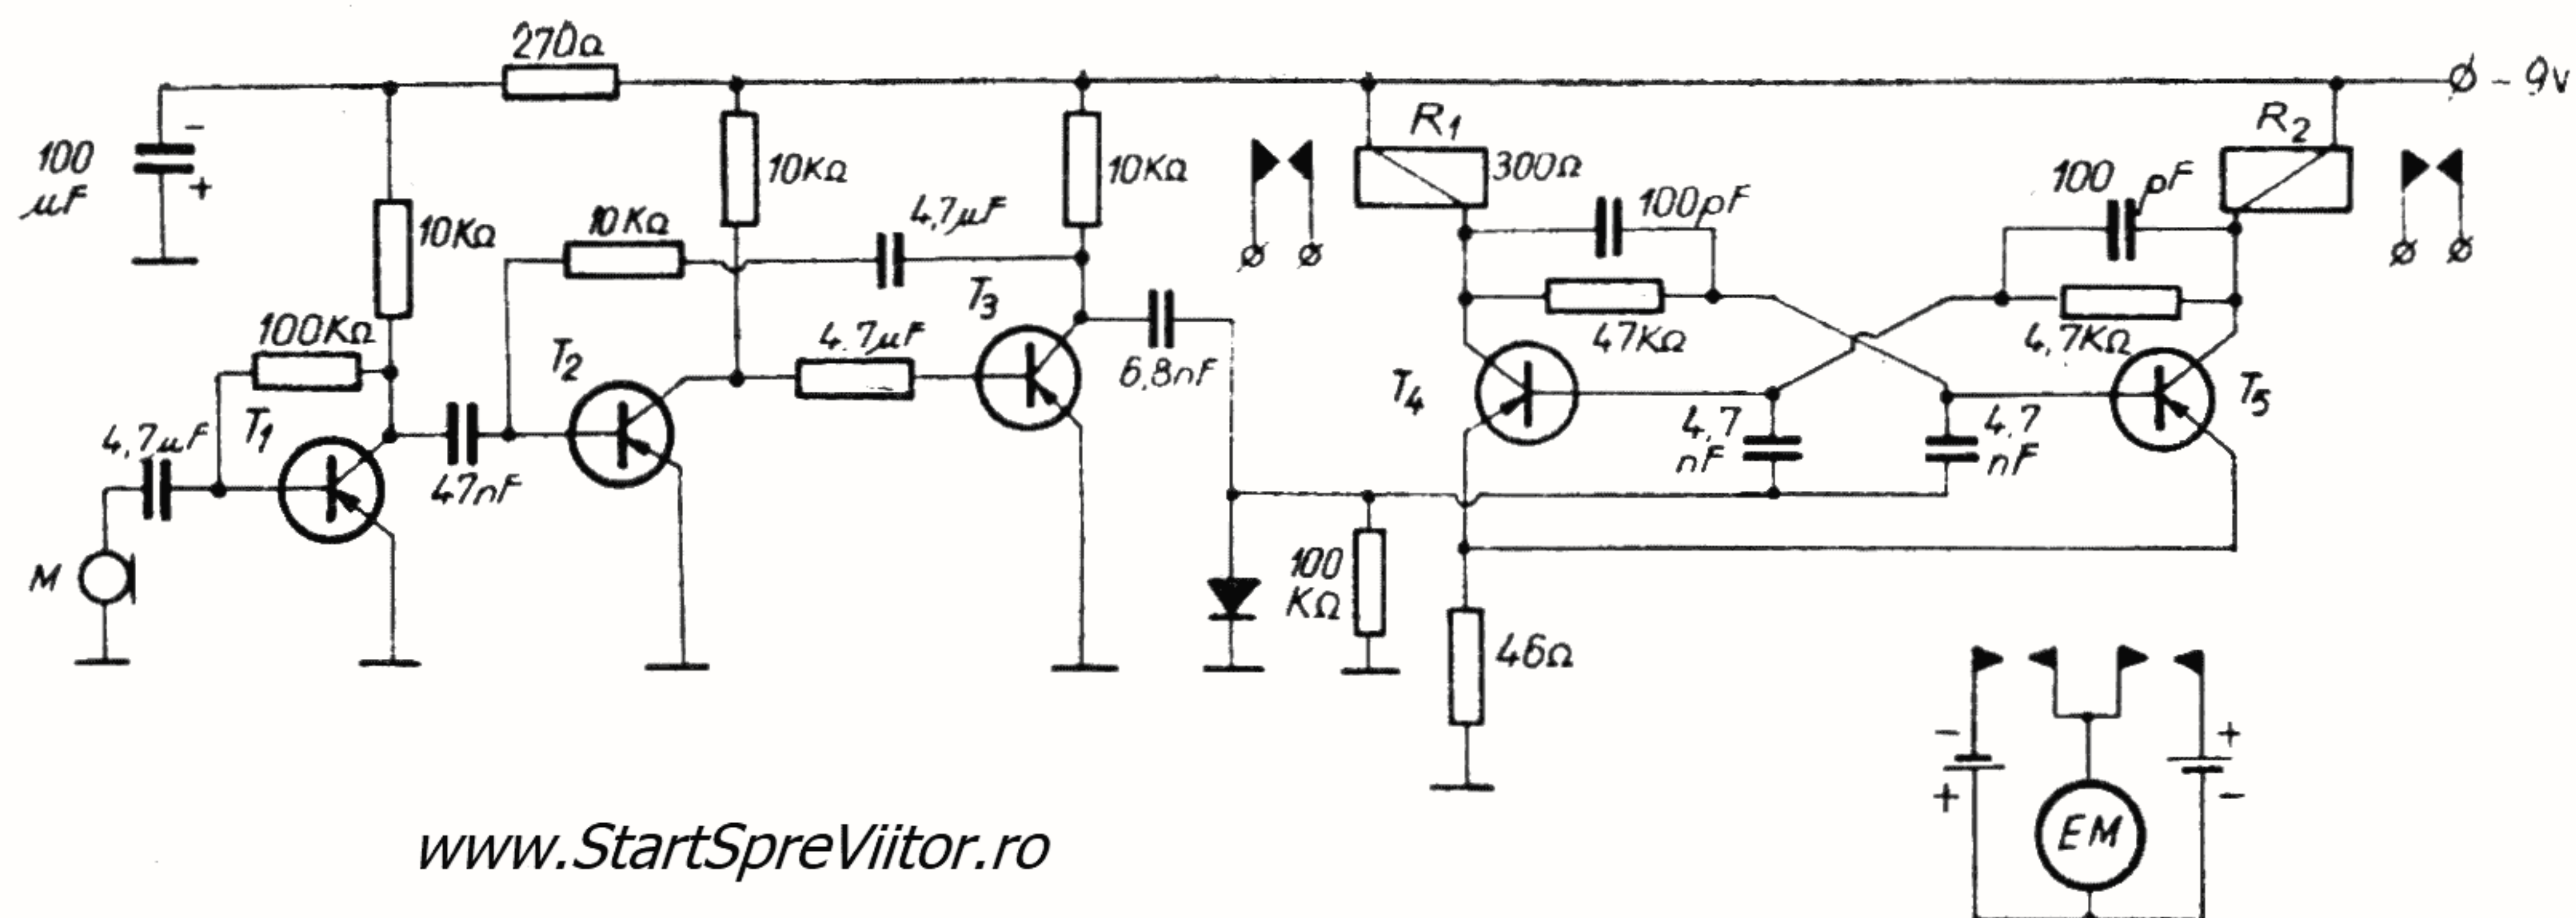 270Ω
- 9v
100
µF
- 
+
10KΩ
10KΩ
10KΩ
4,7µF
10KΩ
R1
300Ω
100pF
R2
100 pF
100KΩ
T1
4,7µF
47nF
T2
4.7µF
T3
6,8nF
47KΩ
4,7KΩ
T4
T5
4,7
nF
4,7
nF
M
100
KΩ
46Ω
-
+
+
-
EM
www.StartSpreViitor.ro